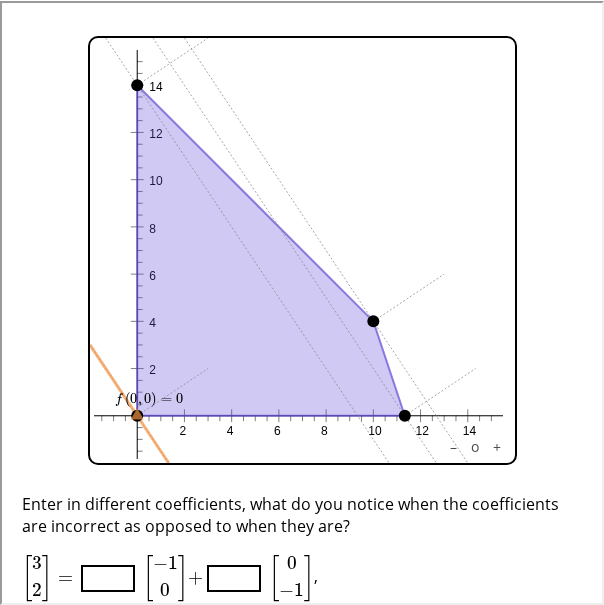 14
12
10
8
6
4
2
f(0,0) = 0
2 4 6 8 10 12 14
− o +
Enter in different coefficients, what do you notice when the coefficients
are incorrect as opposed to when they are?
[3 2] = [−1 0] + [0 −1],